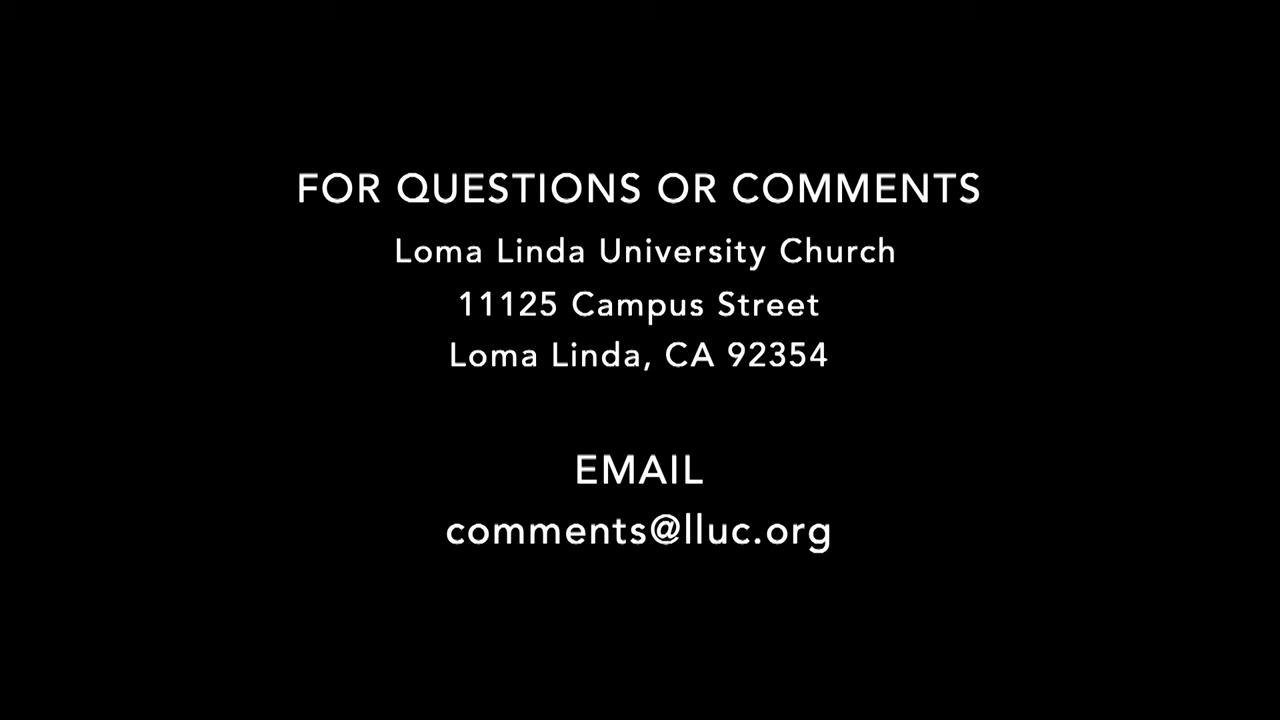 FOR QUESTIONS OR COMMENTS
Loma Linda University Church
11125 Campus Street
Loma Linda, CA 92354
EMAIL
comments@lluc.org